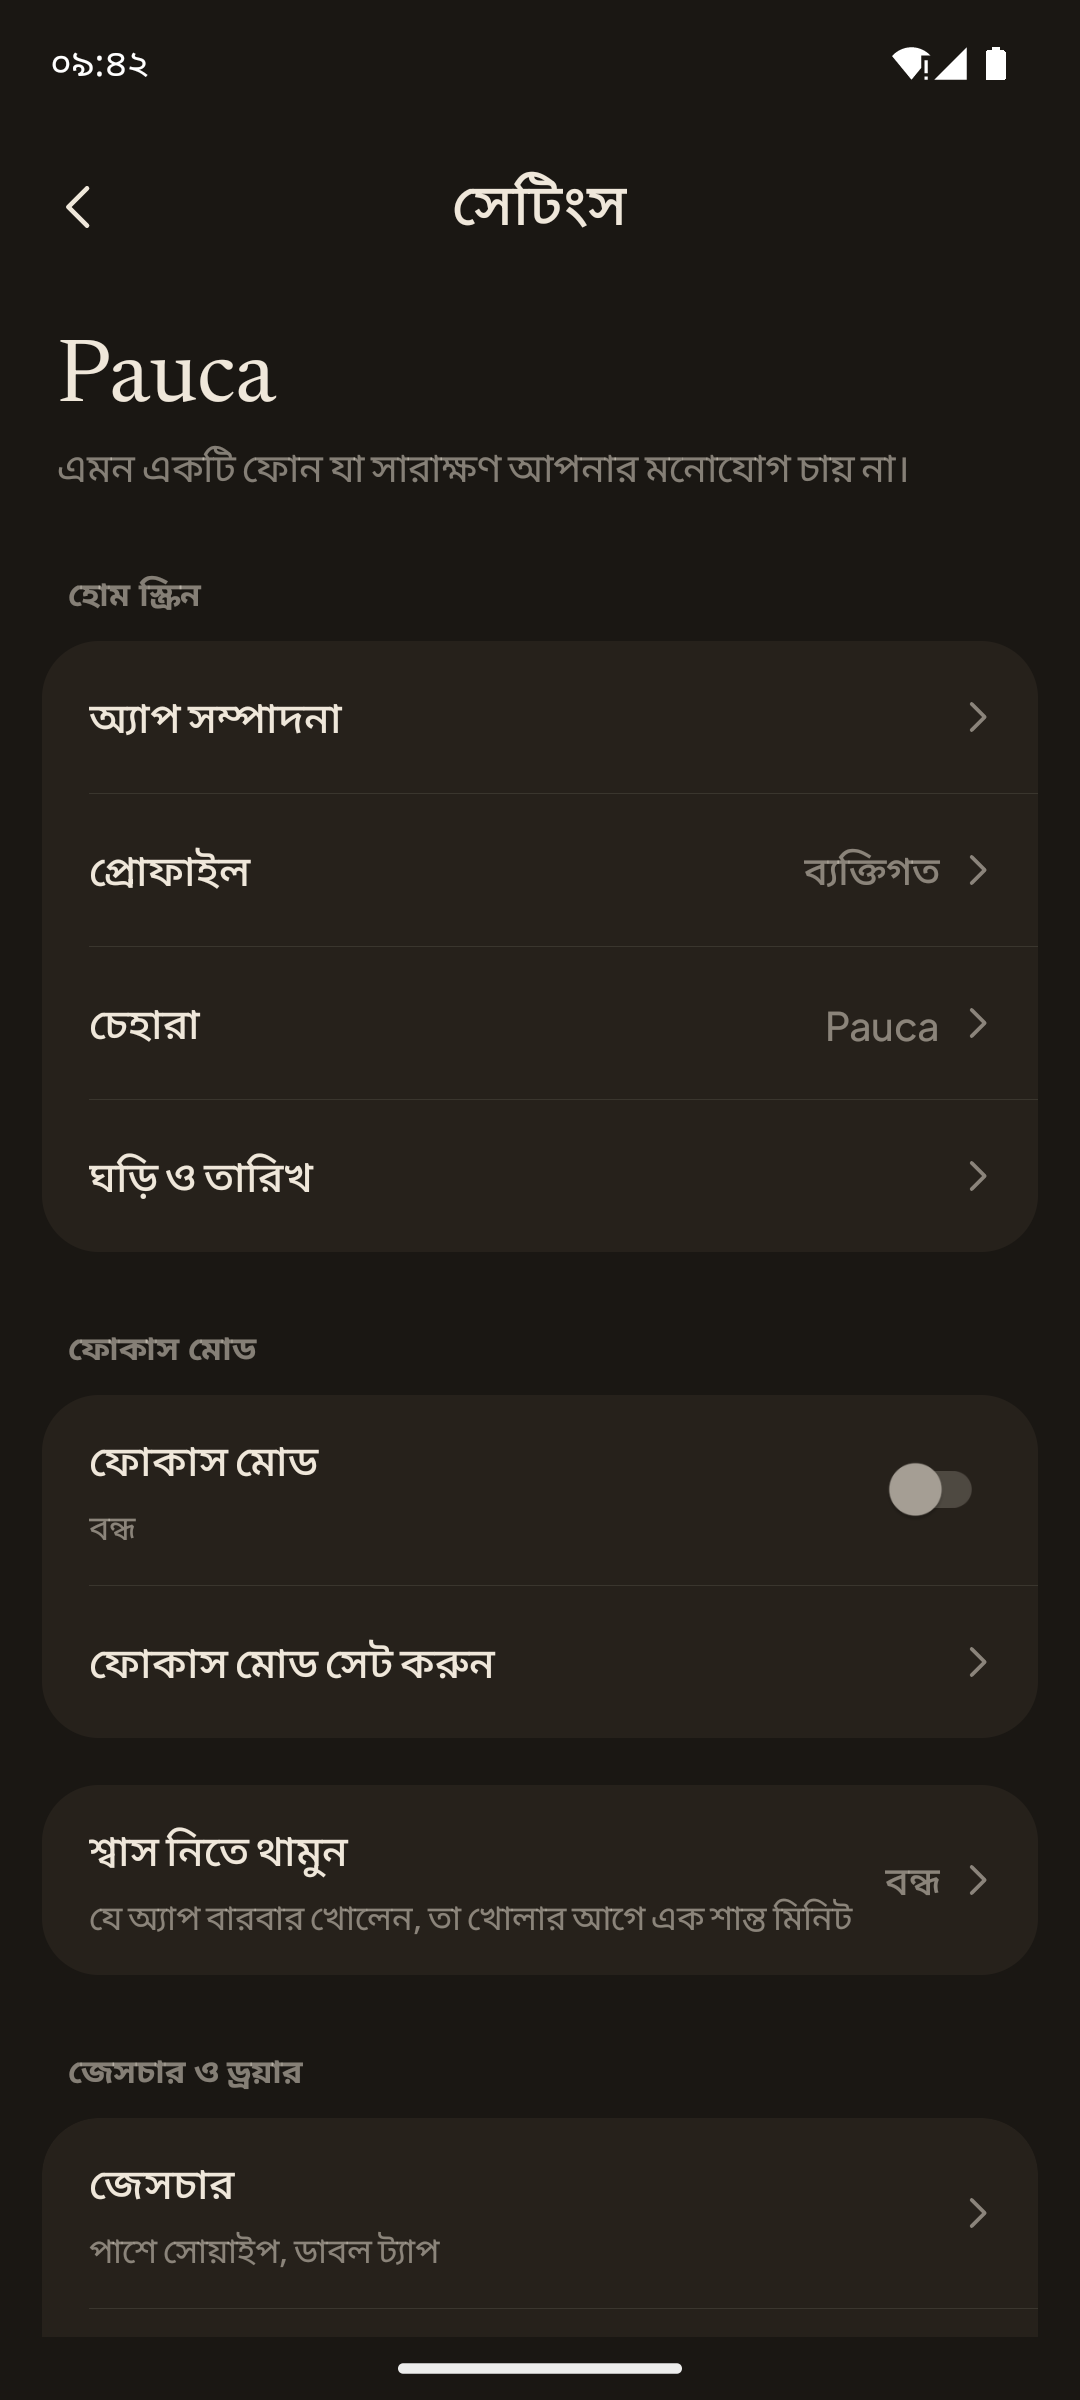 ০৯:৪২
সেটিংস
Pauca
এমন একটি ফোন যা সারাক্ষণ আপনার মনোযোগ চায় না।
হোম স্ক্রিন
অ্যাপ সম্পাদনা
প্রোফাইল ব্যক্তিগত
চেহারা Pauca
ঘড়ি ও তারিখ
ফোকাস মোড
ফোকাস মোড
বন্ধ
ফোকাস মোড সেট করুন
শ্বাস নিতে থামুন
বন্ধ
যে অ্যাপ বারবার খোলেন, তা খোলার আগে এক শান্ত মিনিট
জেসচার ও ড্রয়ার
জেসচার
পাশে সোয়াইপ, ডাবল ট্যাপ